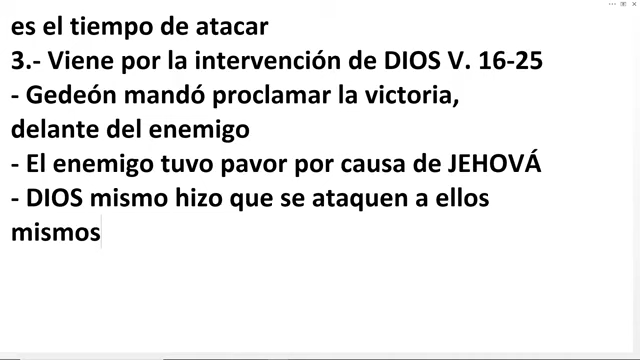 es el tiempo de atacar
3.- Viene por la intervención de DIOS V. 16-25
- Gedeón mandó proclamar la victoria,
delante del enemigo
- El enemigo tuvo pavor por causa de JEHOVÁ
- DIOS mismo hizo que se ataquen a ellos
mismos